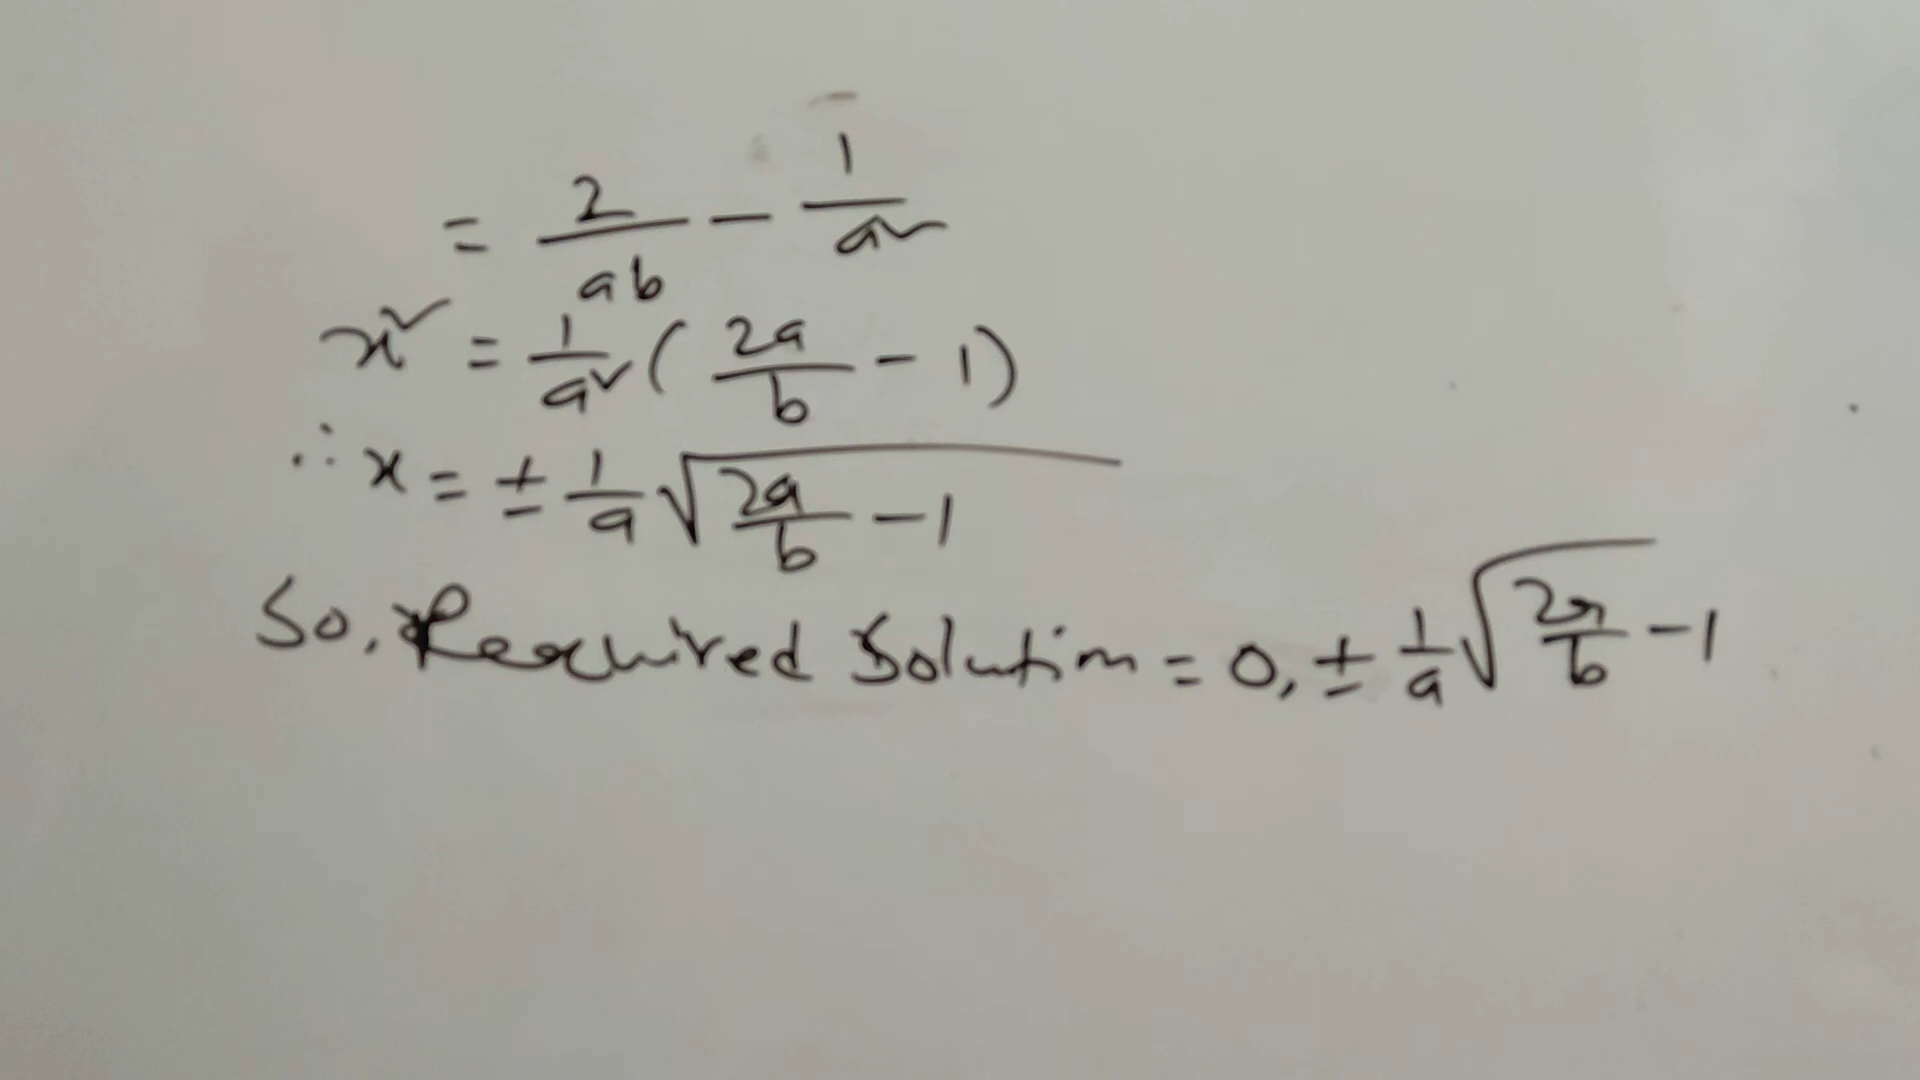 = 2/ab - 1/a²
x² = 1/a² ( 2a/b - 1)
∴ x = ± 1/a √(2a/b - 1)
So, Required Solution = 0, ± 1/a √(2a/b - 1)